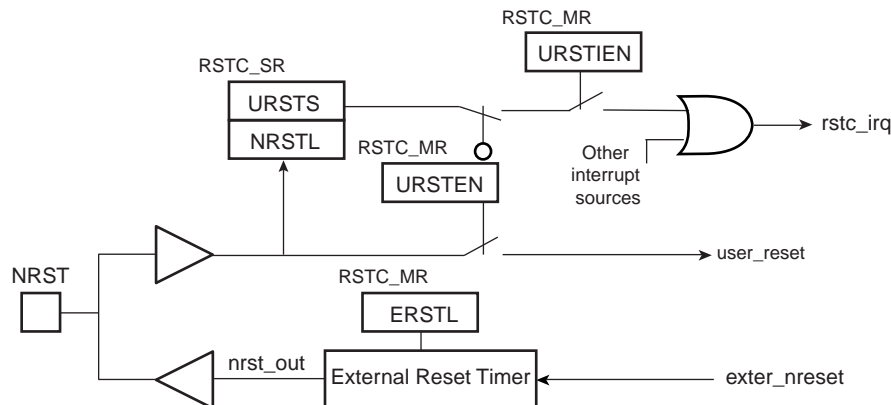 RSTC_MR
URSTIEN
RSTC_SR
URSTS
NRSTL
rstc_irq
RSTC_MR
URSTEN
Other
interrupt
sources
user_reset
NRST
RSTC_MR
ERSTL
nrst_out
External Reset Timer
exter_nreset